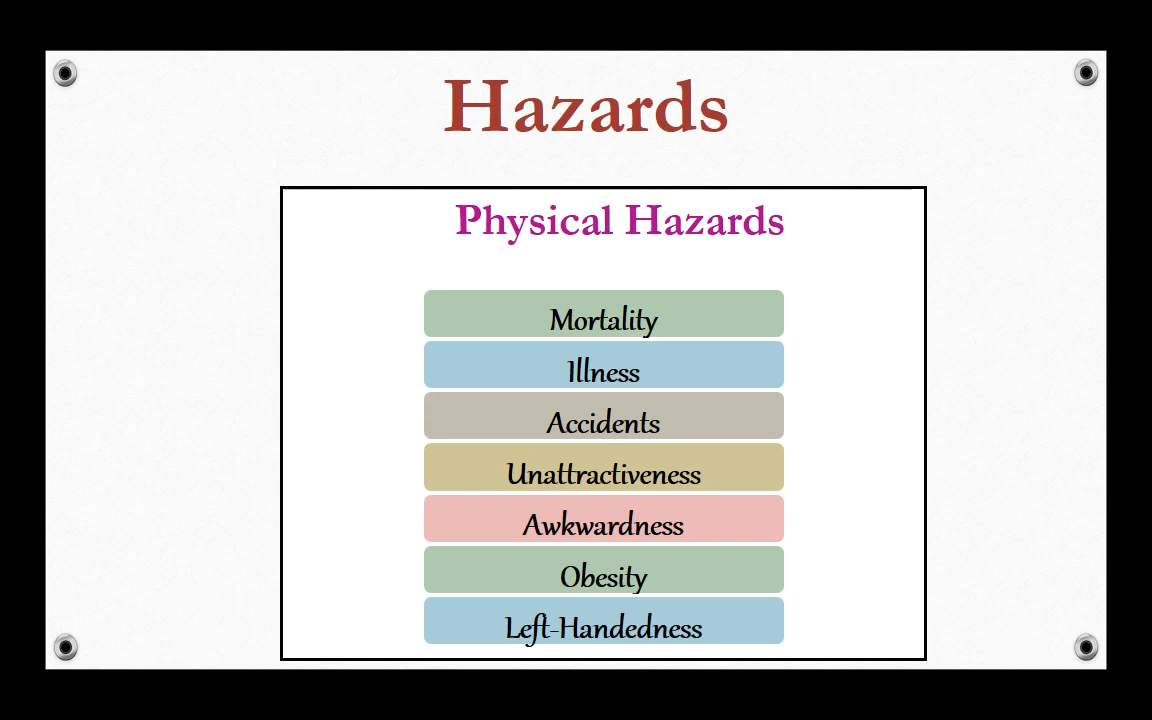 Hazards
Physical Hazards
Mortality
Illness
Accidents
Unattractiveness
Awkwardness
Obesity
Left-Handedness